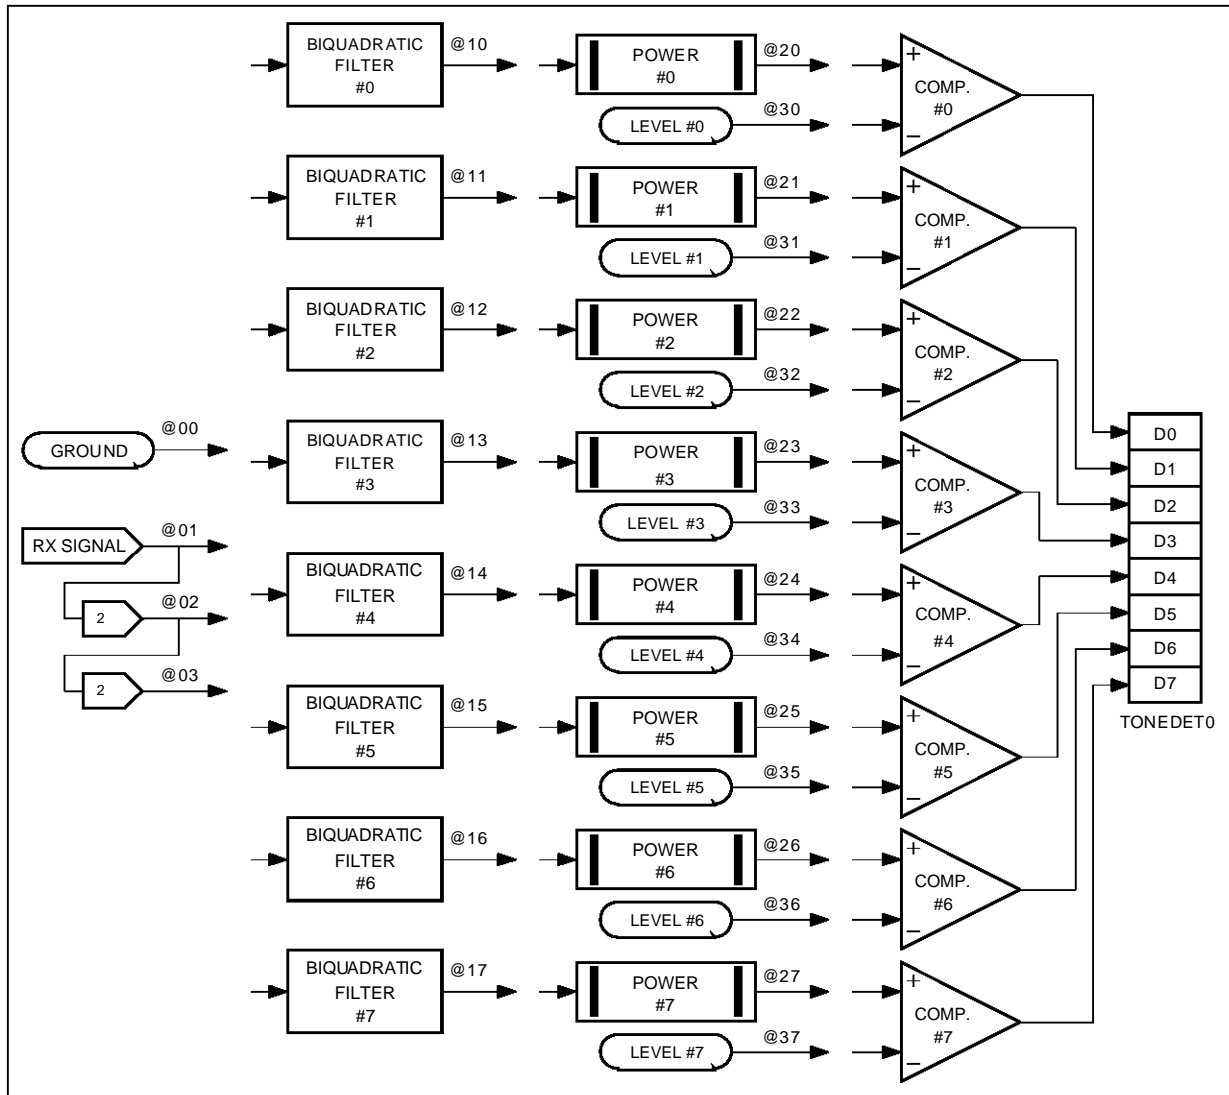 BIQUADRATIC
FILTER
#0
@10
POWER
#0
@20
LEVEL #0
@30
+
−
COMP.
#0
BIQUADRATIC
FILTER
#1
@11
POWER
#1
@21
LEVEL #1
@31
+
−
COMP.
#1
BIQUADRATIC
FILTER
#2
@12
POWER
#2
@22
LEVEL #2
@32
+
−
COMP.
#2
GROUND
@00
BIQUADRATIC
FILTER
#3
@13
POWER
#3
@23
LEVEL #3
@33
+
−
COMP.
#3
RX SIGNAL
@01
2
@02
2
@03
BIQUADRATIC
FILTER
#4
@14
POWER
#4
@24
LEVEL #4
@34
+
−
COMP.
#4
BIQUADRATIC
FILTER
#5
@15
POWER
#5
@25
LEVEL #5
@35
+
−
COMP.
#5
BIQUADRATIC
FILTER
#6
@16
POWER
#6
@26
LEVEL #6
@36
+
−
COMP.
#6
BIQUADRATIC
FILTER
#7
@17
POWER
#7
@27
LEVEL #7
@37
+
−
COMP.
#7
D0
D1
D2
D3
D4
D5
D6
D7
TONEDET0